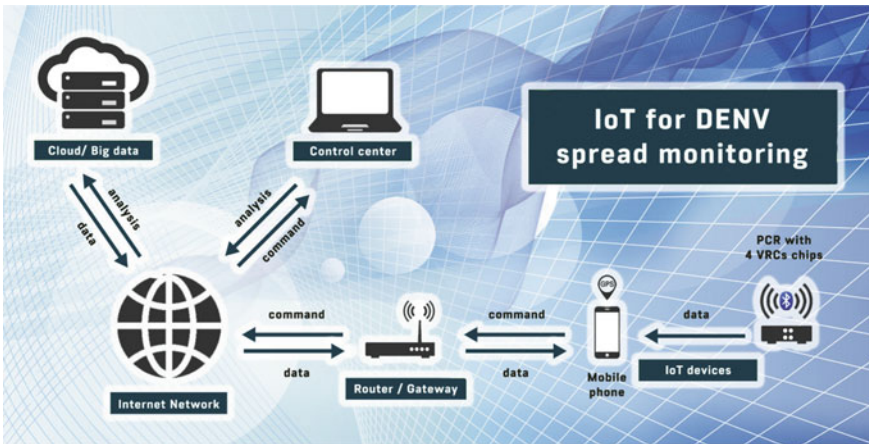 IoT for DENV
spread monitoring
Cloud/ Big data
Control center
analysis
data
analysis
command
PCR with
4 VRCs chips
GPS
command
data
command
data
data
Internet Network
Router / Gateway
Mobile
phone
IoT devices